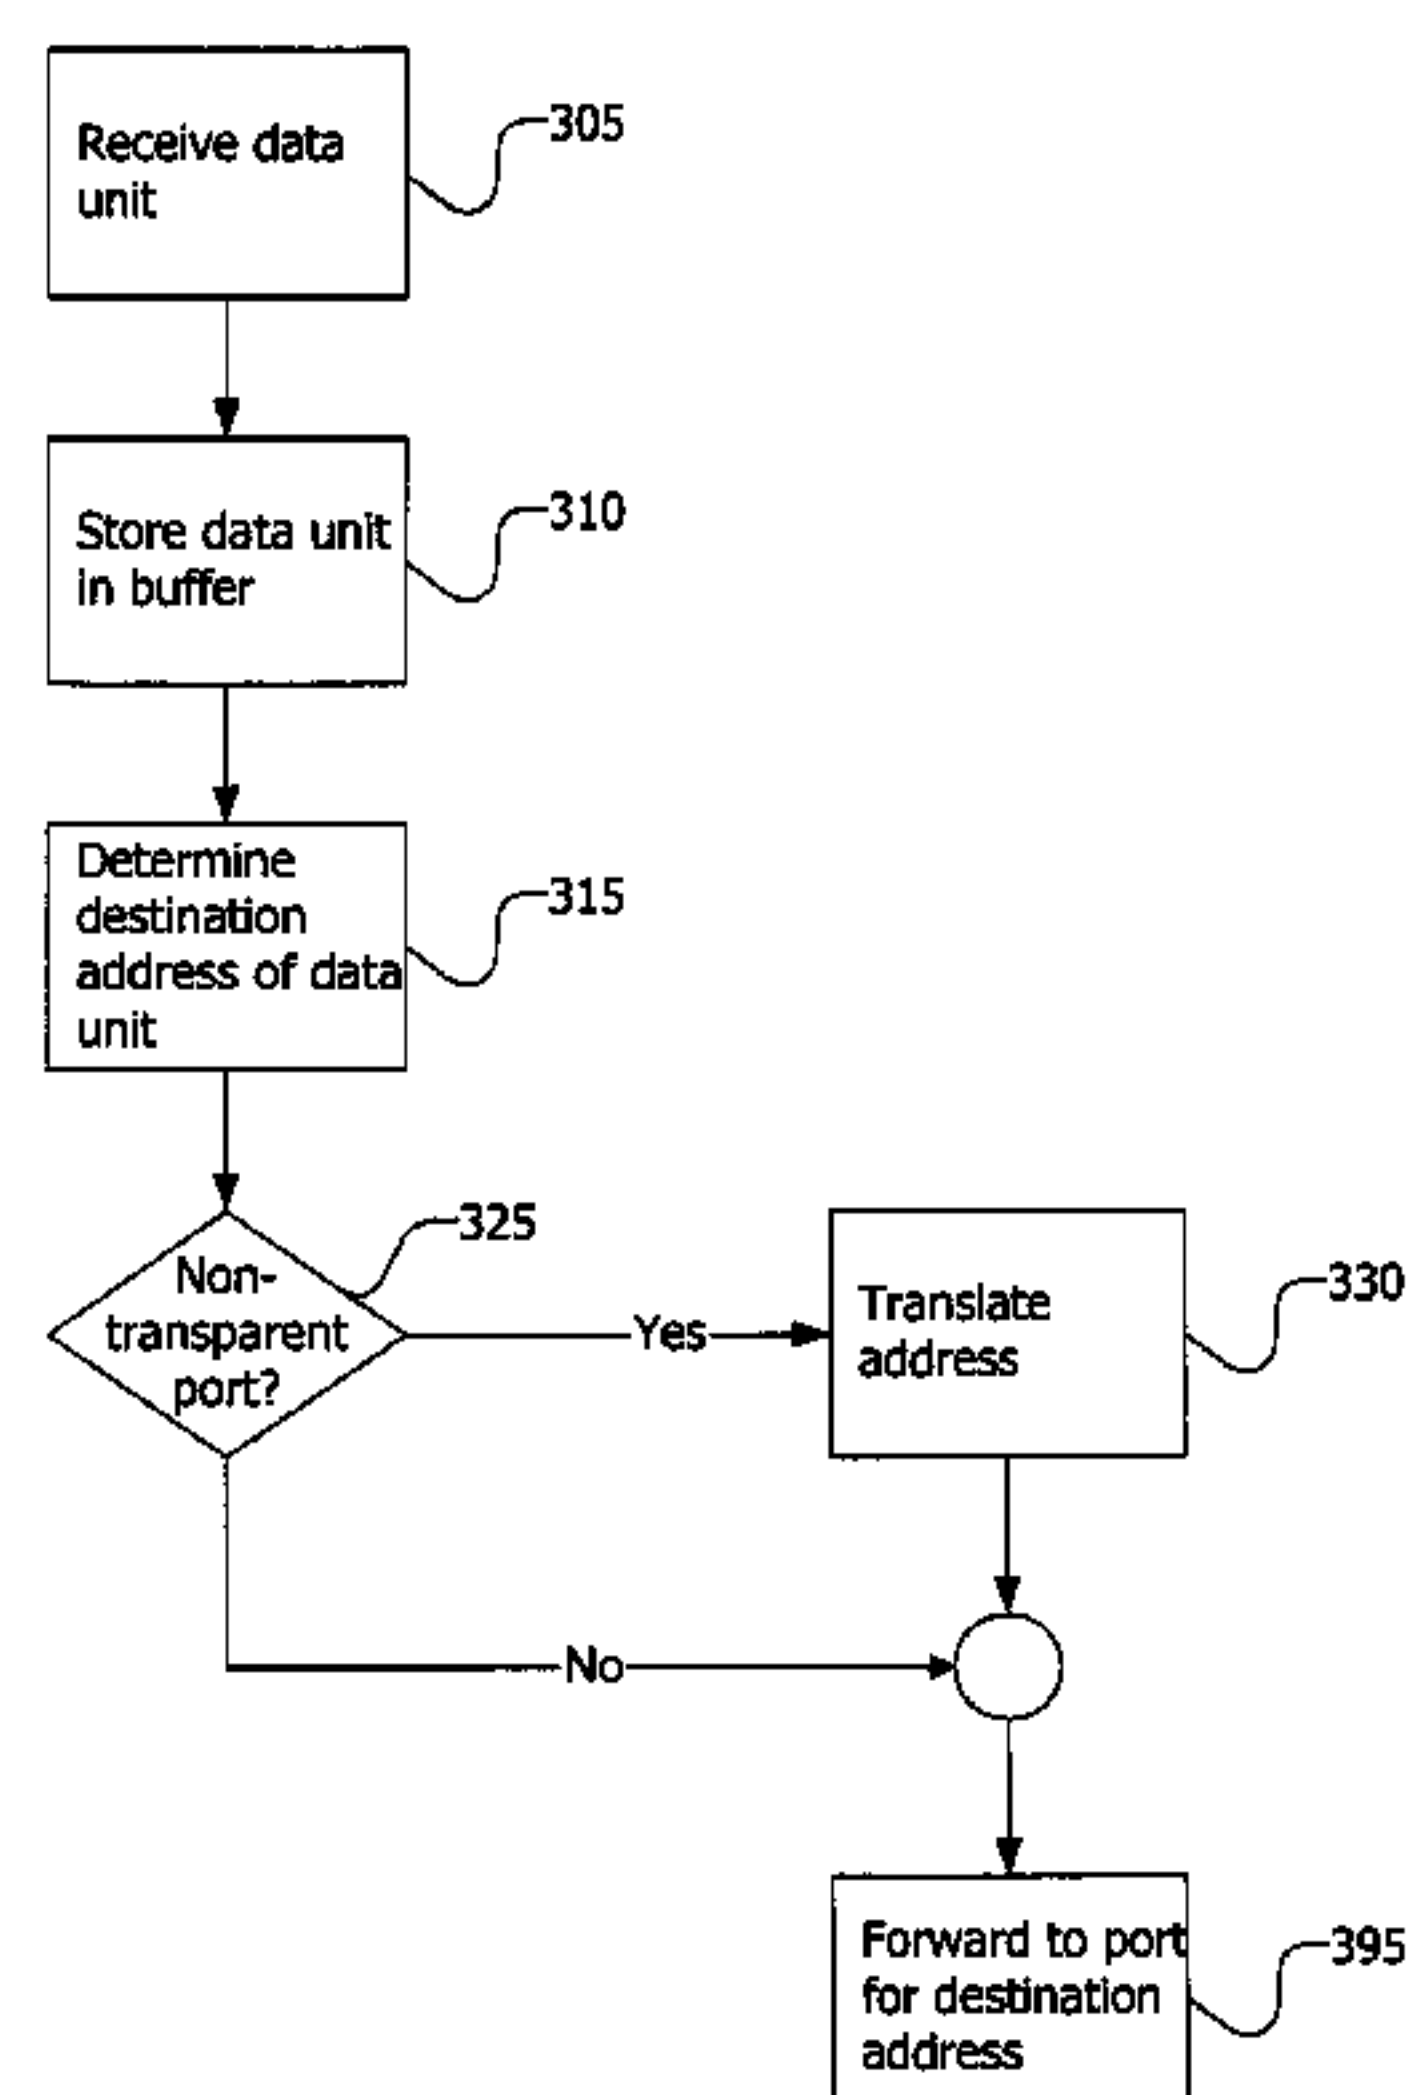 Receive data
unit
305
Store data unit
in buffer
310
Determine
destination
address of data
unit
315
Non-
transparent
port?
325
Yes
Translate
address
330
No
Forward to port
for destination
address
395